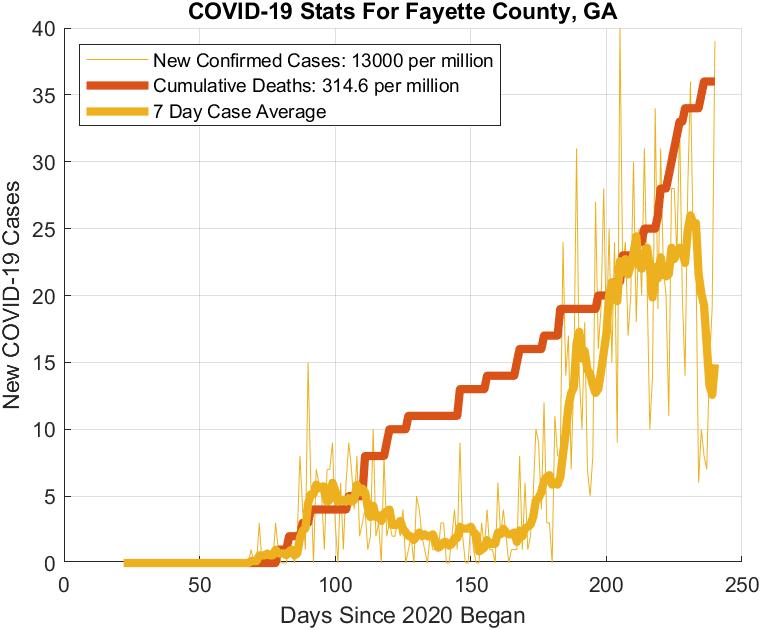 COVID-19 Stats For Fayette County, GA
New Confirmed Cases: 13000 per million
Cumulative Deaths: 314.6 per million
7 Day Case Average
New COVID-19 Cases
40
35
30
25
20
15
10
5
0
0 50 100 150 200 250
Days Since 2020 Began